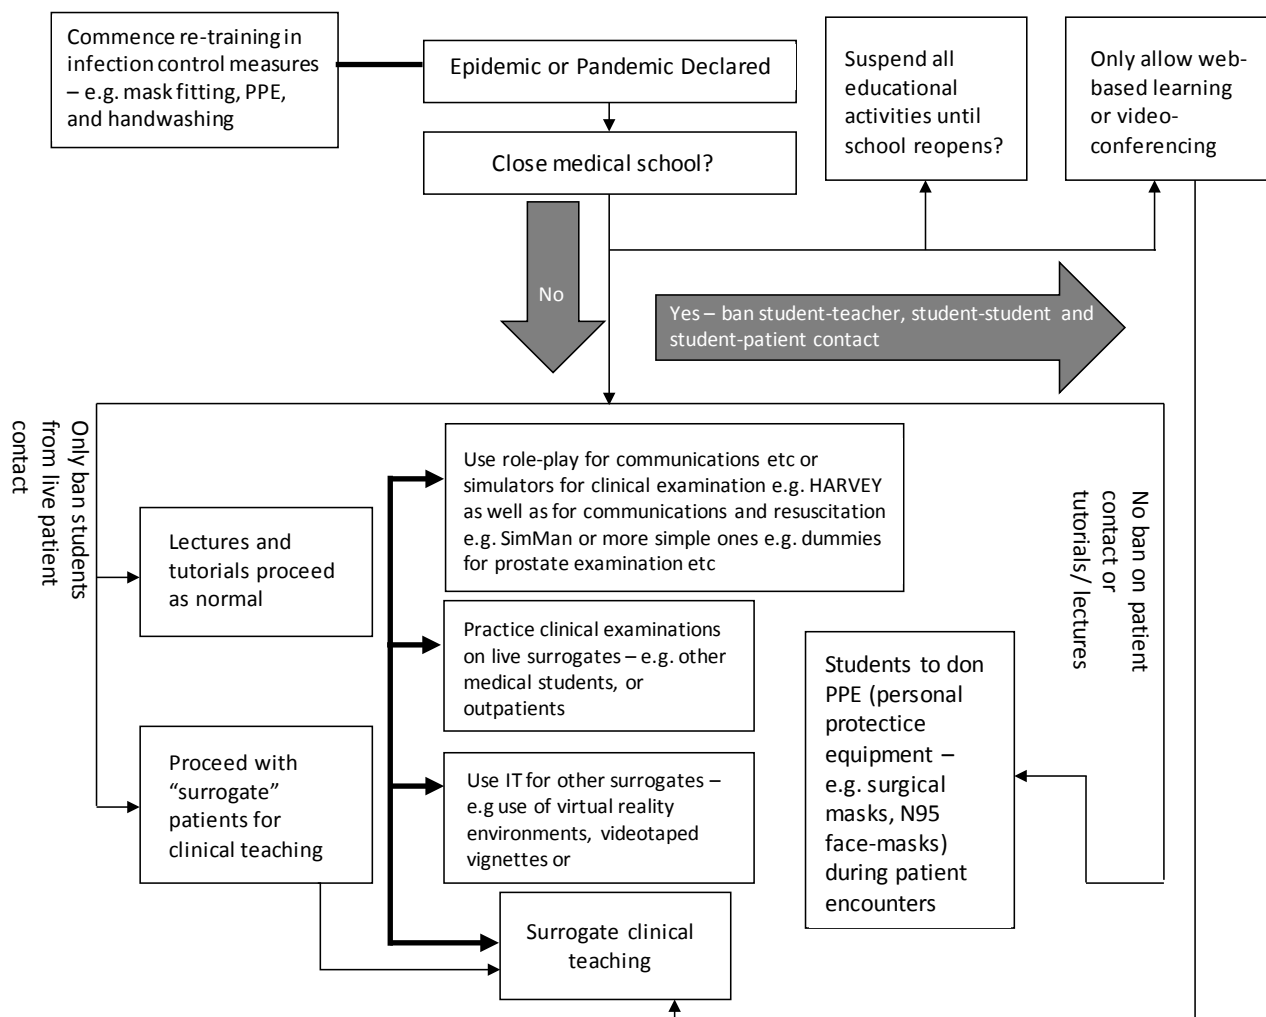 Commence re-training in
infection control measures
– e.g. mask fitting, PPE,
and handwashing
Epidemic or Pandemic Declared
Suspend all
educational
activities until
school reopens?
Only allow web-
based learning
or video-
conferencing
Close medical school?
No
Yes – ban student-teacher, student-student and
student-patient contact
Only ban students
from live patient
contact
Use role-play for communications etc or
simulators for clinical examination e.g. HARVEY
as well as for communications and resuscitation
e.g. SimMan or more simple ones e.g. dummies
for prostate examination etc
No ban on patient
contact or
tutorials/ lectures
Lectures and
tutorials proceed
as normal
Practice clinical examinations
on live surrogates – e.g. other
medical students, or
outpatients
Students to don
PPE (personal
protectice
equipment –
e.g. surgical
masks, N95
face-masks)
during patient
encounters
Proceed with
“surrogate”
patients for
clinical teaching
Use IT for other surrogates –
e.g use of virtual reality
environments, videotaped
vignettes or
Surrogate clinical
teaching